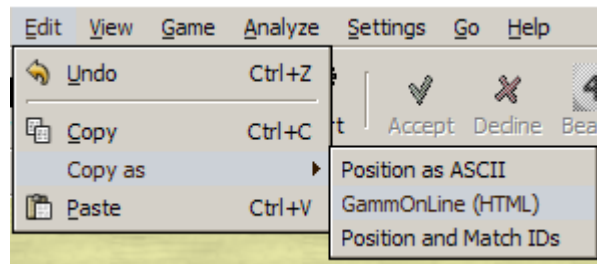 Edit View Game Analyze Settings Go Help
Undo Ctrl+Z
Accept Decline
Copy Ctrl+C
Copy as
Position as ASCII
GammOnLine (HTML)
Paste Ctrl+V
Position and Match IDs